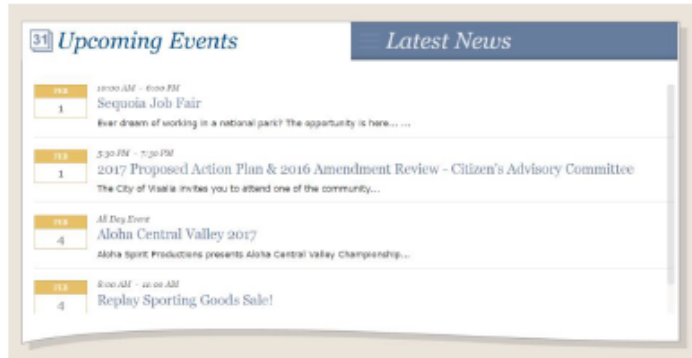 31 Upcoming Events
Latest News
FEB
1
10:00 AM - 6:00 PM
Sequoia Job Fair
Ever dream of working in a national park? The opportunity is here... ...
FEB
1
5:30 PM - 7:30 PM
2017 Proposed Action Plan & 2016 Amendment Review - Citizen's Advisory Committee
The City of Visalia invites you to attend one of the community...
FEB
4
All Day Event
Aloha Central Valley 2017
Aloha Spirit Productions presents Aloha Central Valley Championship...
FEB
4
8:00 AM - 11:00 AM
Replay Sporting Goods Sale!